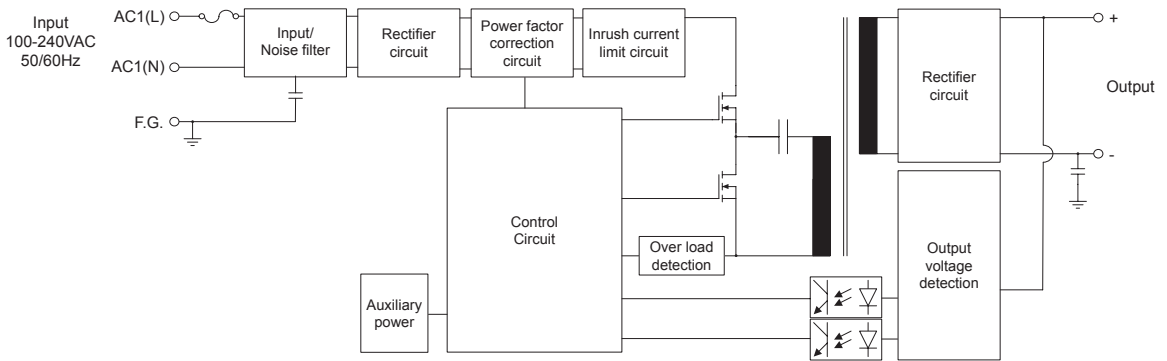 Input
100-240VAC
50/60Hz
AC1(L)
AC1(N)
F.G.
Input/
Noise filter
Rectifier
circuit
Power factor
correction
circuit
Inrush current
limit circuit
Rectifier
circuit
+
Output
-
Control
Circuit
Over load
detection
Output
voltage
detection
Auxiliary
power